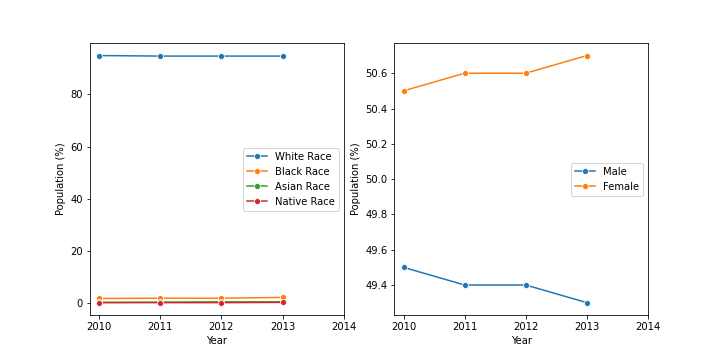 80
60
40
20
0
Population (%)
2010 2011 2012 2013 2014
Year
White Race
Black Race
Asian Race
Native Race
50.6
50.4
50.2
50.0
49.8
49.6
49.4
Population (%)
2010 2011 2012 2013 2014
Year
Male
Female